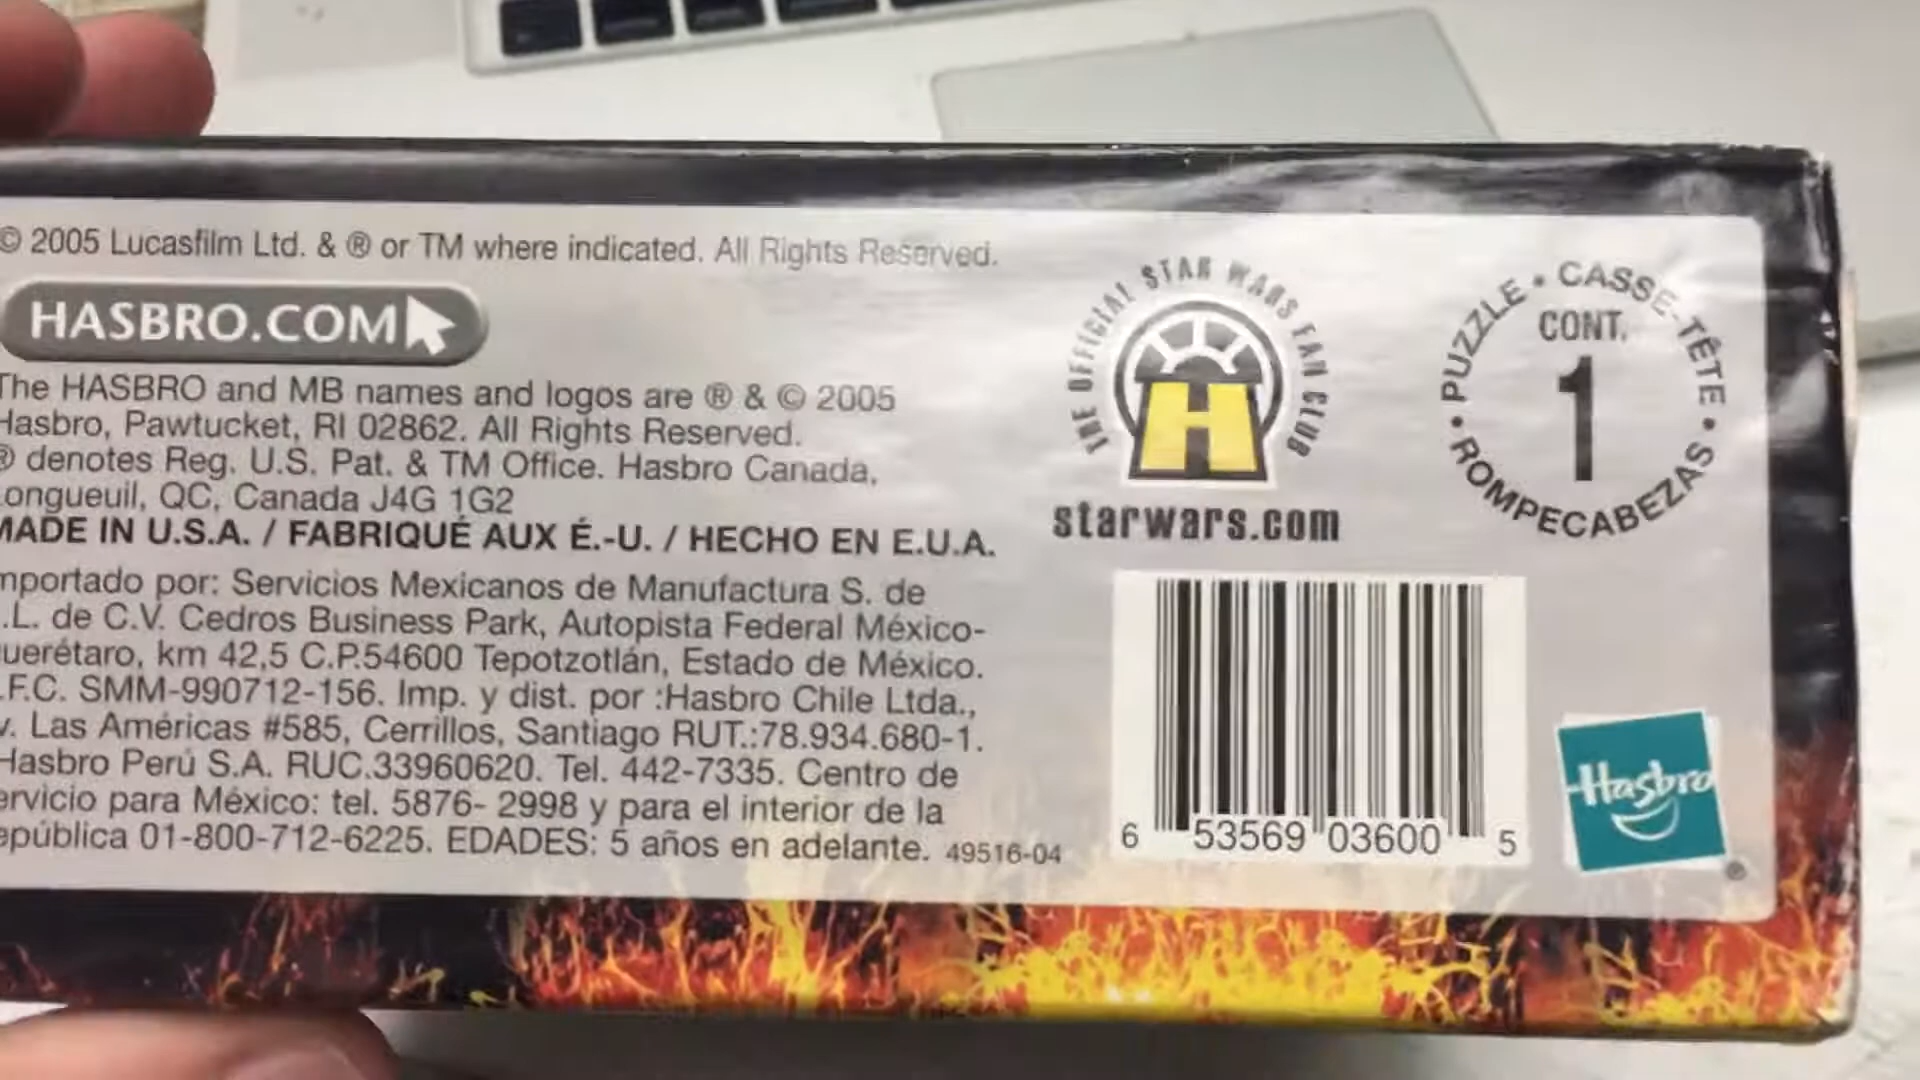 © 2005 Lucasfilm Ltd. & ® or TM where indicated. All Rights Reserved.
HASBRO.COM
The HASBRO and MB names and logos are ® & © 2005
Hasbro, Pawtucket, RI 02862. All Rights Reserved.
® denotes Reg. U.S. Pat. & TM Office. Hasbro Canada,
Longueuil, QC, Canada J4G 1G2
MADE IN U.S.A. / FABRIQUÉ AUX É.-U. / HECHO EN E.U.A.
mportado por: Servicios Mexicanos de Manufactura S. de
.L. de C.V. Cedros Business Park, Autopista Federal México-
uerétaro, km 42,5 C.P.54600 Tepotzotlán, Estado de México.
.F.C. SMM-990712-156. Imp. y dist. por :Hasbro Chile Ltda.,
v. Las Américas #585, Cerrillos, Santiago RUT.:78.934.680-1.
Hasbro Perú S.A. RUC.33960620. Tel. 442-7335. Centro de
ervicio para México: tel. 5876- 2998 y para el interior de la
epública 01-800-712-6225. EDADES: 5 años en adelante. 49516-04
THE OFFICIAL STAR WARS FAN CLUB
H
starwars.com
PUZZLE • CASSE-TÊTE • ROMPECABEZAS •
CONT.
1
6 53569 03600 5
Hasbro
®